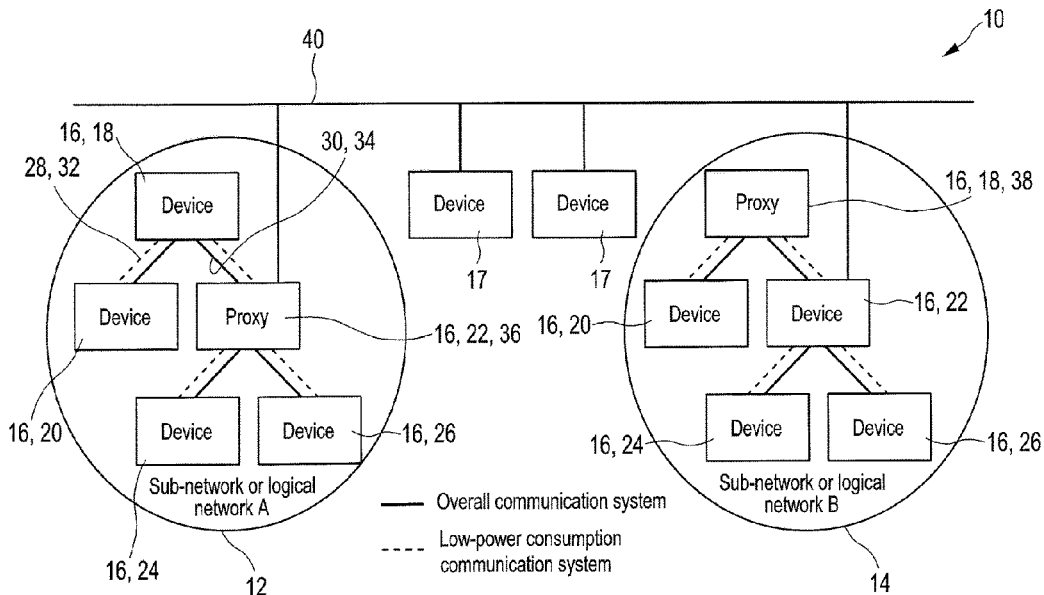 10
40
16, 18
30, 34
28, 32
Device
Device
Device
Proxy
16, 18, 38
17
17
Device
Proxy
16, 22, 36
16, 20
Device
Device
16, 22
16, 20
Device
Device
16, 26
16, 24
Device
Device
16, 26
Sub-network or logical
network A
Overall communication system
Low-power consumption
communication system
Sub-network or logical
network B
16, 24
12
14